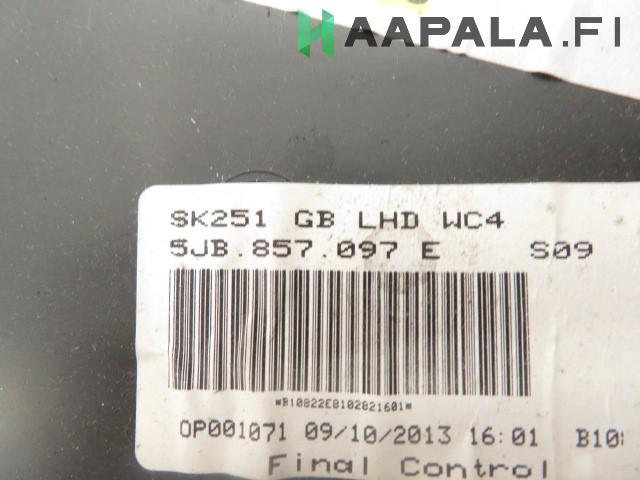 HAAPALA.FI
SK251 GB LHD WC4
5JB.857.097 E S09
*B10822E8102821601*
OP001071 09/10/2013 16:01 B10
Final Control